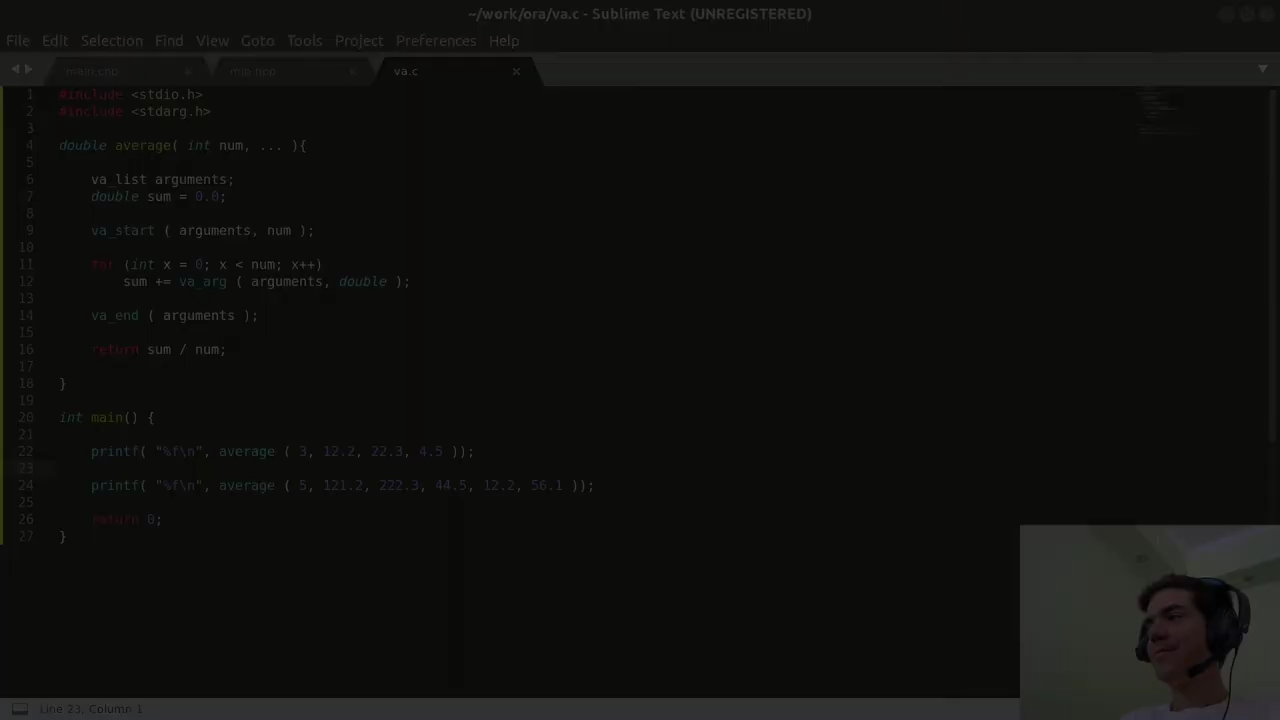 ~/work/ora/va.c - Sublime Text (UNREGISTERED)
File Edit Selection Find View Goto Tools Project Preferences Help
main.cpp va.c
1 #include <stdio.h>
2 #include <stdarg.h>
3
4 double average( int num, ... ){
5
6 va_list arguments;
7 double sum = 0.0;
8
9 va_start ( arguments, num );
10
11 for (int x = 0; x < num; x++)
12 sum += va_arg ( arguments, double );
13
14 va_end ( arguments );
15
16 return sum / num;
17
18 }
19
20 int main() {
21
22 printf( "%f\n", average ( 3, 12.2, 22.3, 4.5 ));
23
24 printf( "%f\n", average ( 5, 121.2, 222.3, 44.5, 12.2, 56.1 ));
25
26 return 0;
27 }
Line 23, Column 1